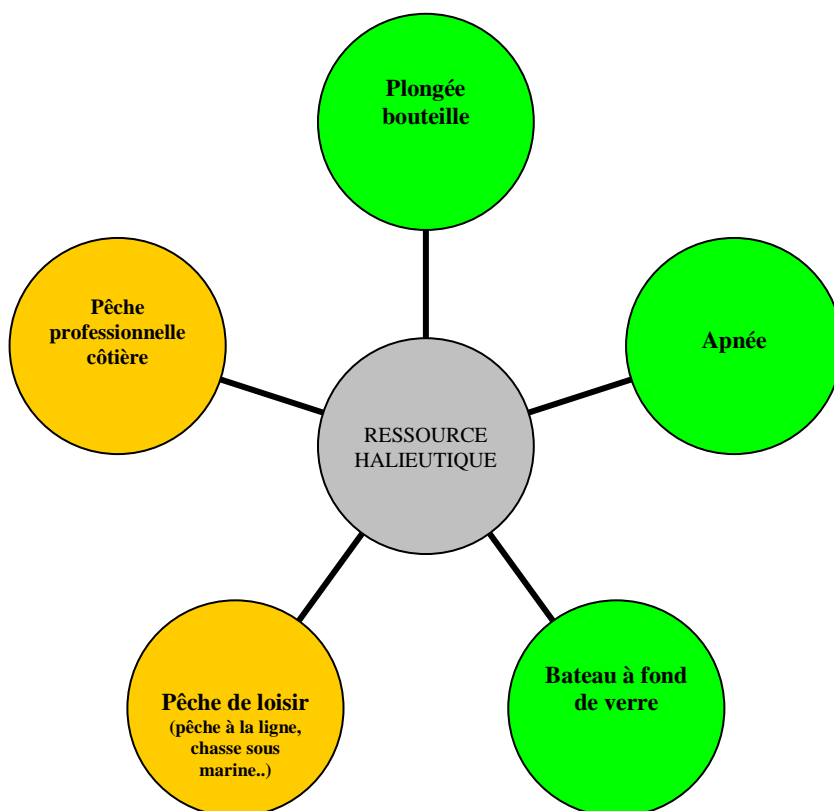 Plongée
bouteille
Pêche
professionnelle
côtière
Apnée
RESSOURCE
HALIEUTIQUE
Pêche de loisir
(pêche à la ligne,
chasse sous
marine..)
Bateau à fond
de verre